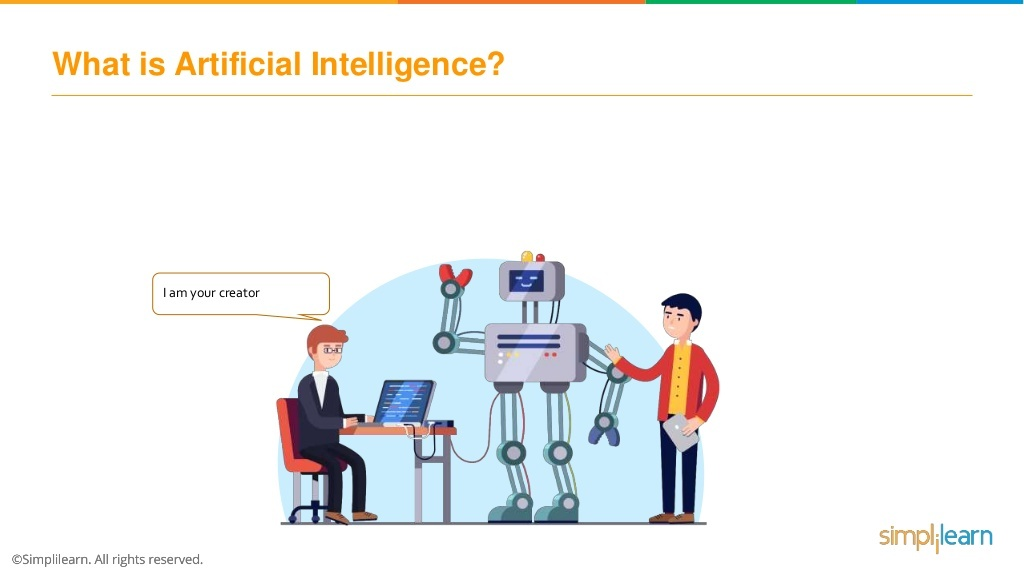 What is Artificial Intelligence?
I am your creator
simplilearn
©Simplilearn. All rights reserved.